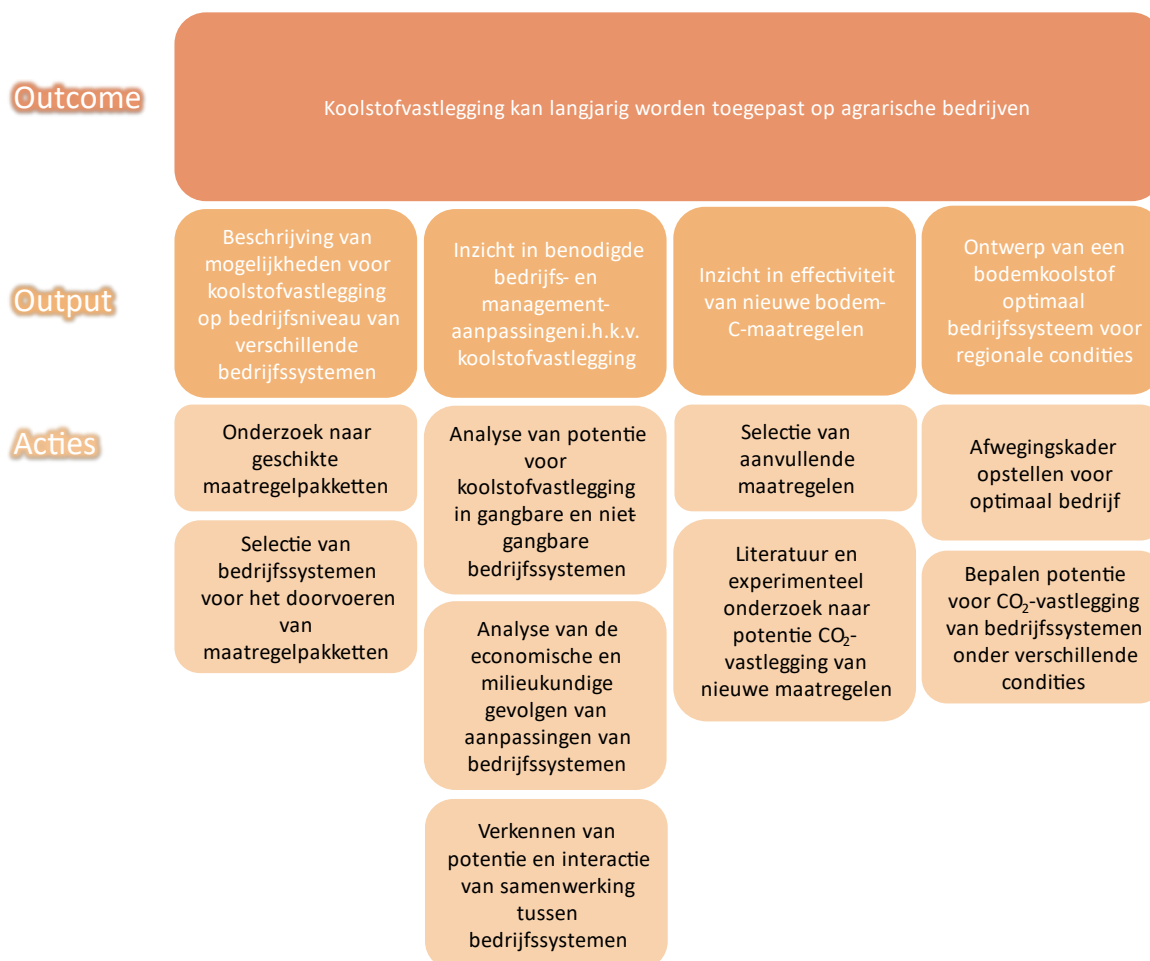 Outcome
Koolstofvastlegging kan langjarig worden toegepast op agrarische bedrijven
Output
Beschrijving van
mogelijkheden voor
koolstofvastlegging
op bedrijfsniveau van
verschillende
bedrijfssystemen
Inzicht in benodigde
bedrijfs- en
management-
aanpassingen i.h.k.v.
koolstofvastlegging
Inzicht in effectiviteit
van nieuwe bodem-
C-maatregelen
Ontwerp van een
bodemkoolstof
optimaal
bedrijfssysteem voor
regionale condities
Acties
Onderzoek naar
geschikte
maatregelpakketten
Selectie van
bedrijfssystemen
voor het doorvoeren
van
maatregelpakketten
Analyse van potentie
voor
koolstofvastlegging
in gangbare en niet-
gangbare
bedrijfssystemen
Analyse van de
economische en
milieukundige
gevolgen van
aanpassingen van
bedrijfssystemen
Verkennen van
potentie en interactie
van samenwerking
tussen
bedrijfssystemen
Selectie van
aanvullende
maatregelen
Literatuur en
experimenteel
onderzoek naar
potentie CO₂-
vastlegging van
nieuwe maatregelen
Afwegingskader
opstellen voor
optimaal bedrijf
Bepalen potentie
voor CO₂-vastlegging
van bedrijfssystemen
onder verschillende
condities